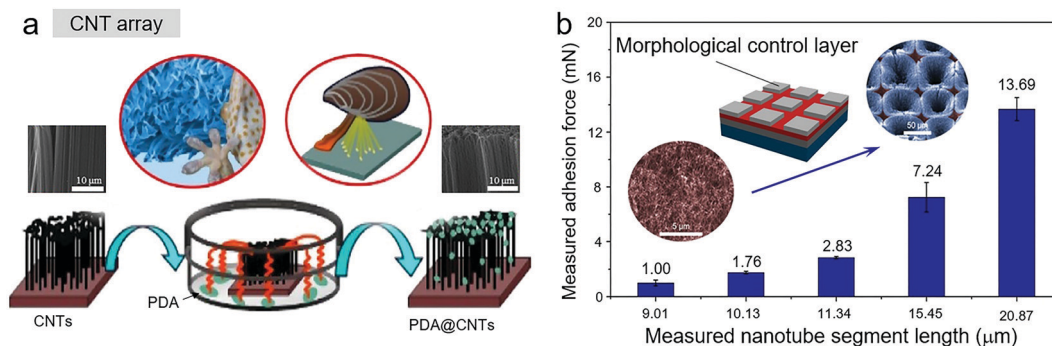 a
CNT array
10 μm
10 μm
CNTs
PDA
PDA@CNTs
b
Measured adhesion force (mN)
20
16
12
8
4
0
Morphological control layer
5 μm
50 μm
1.00
1.76
2.83
7.24
13.69
9.01
10.13
11.34
15.45
20.87
Measured nanotube segment length (μm)